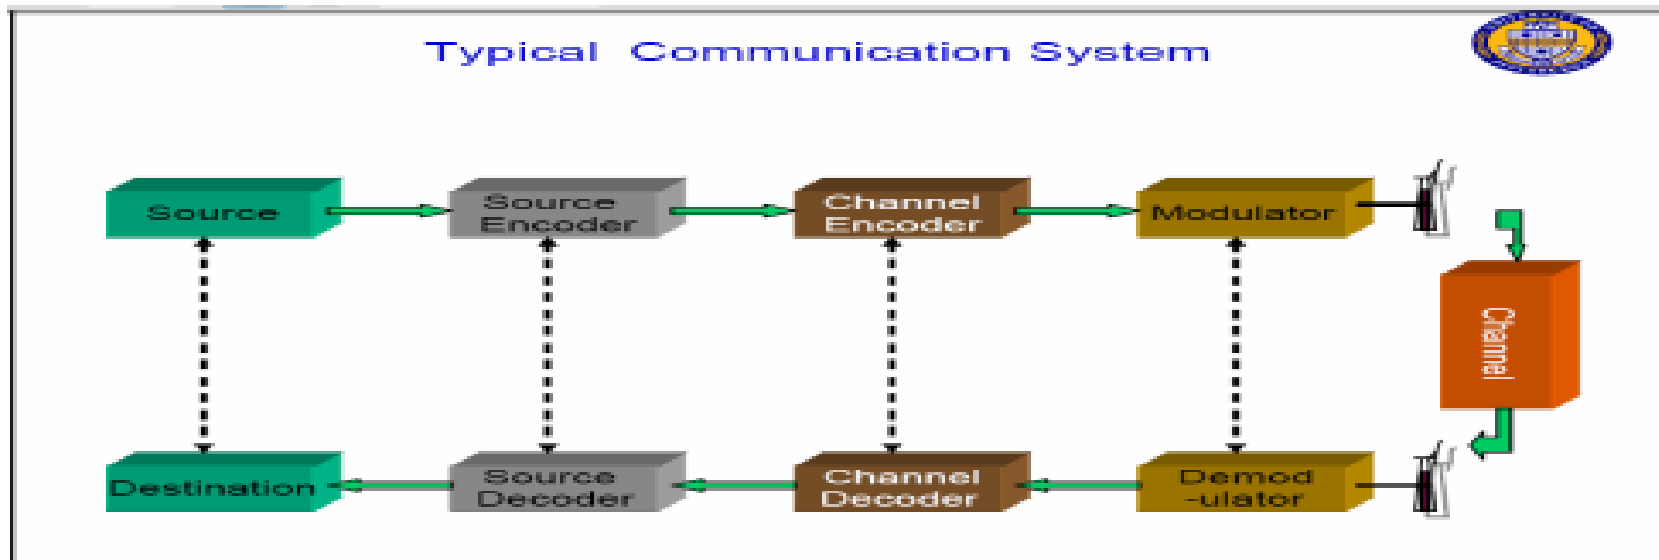 Typical Communication System
Source
Source
Encoder
Channel
Encoder
Modulator
Channel
Destination
Source
Decoder
Channel
Decoder
Demod
-ulator